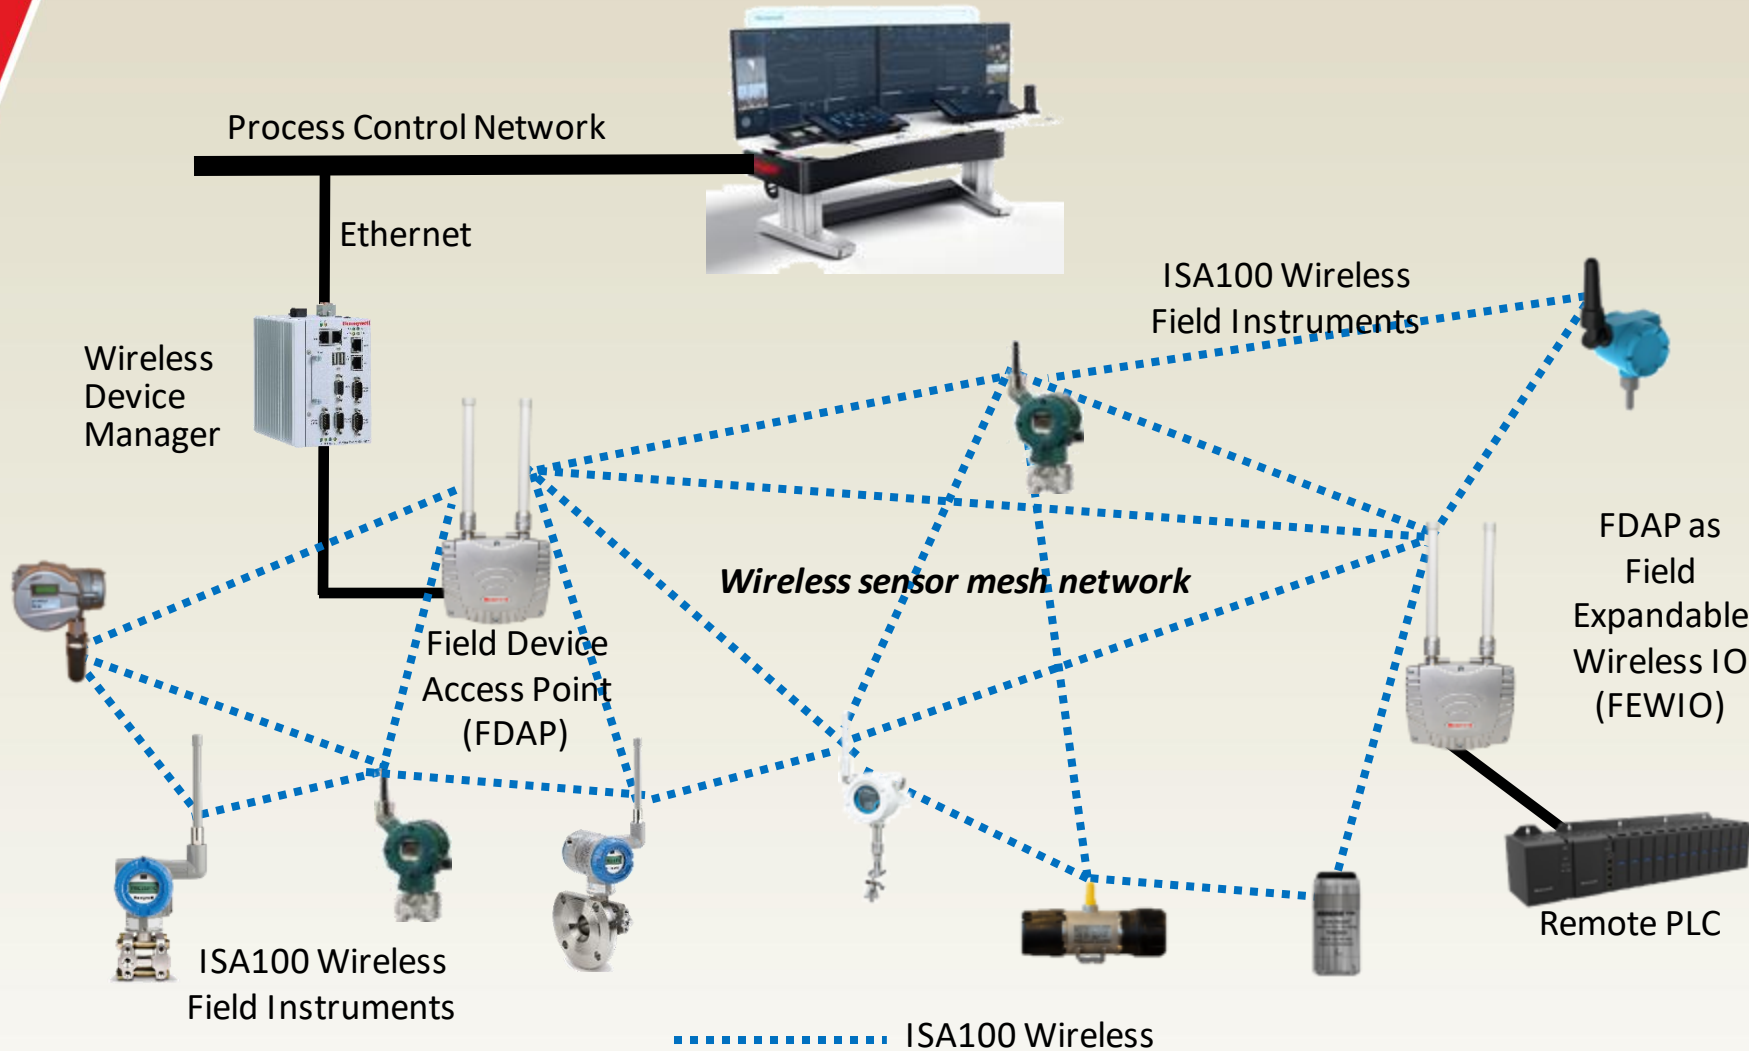 Process Control Network
Ethernet
ISA100 Wireless
Field Instruments
Wireless
Device
Manager
Honeywell
FDAP as
Field
Expandable
Wireless IO
(FEWIO)
Wireless sensor mesh network
Field Device
Access Point
(FDAP)
Remote PLC
ISA100 Wireless
Field Instruments
ISA100 Wireless